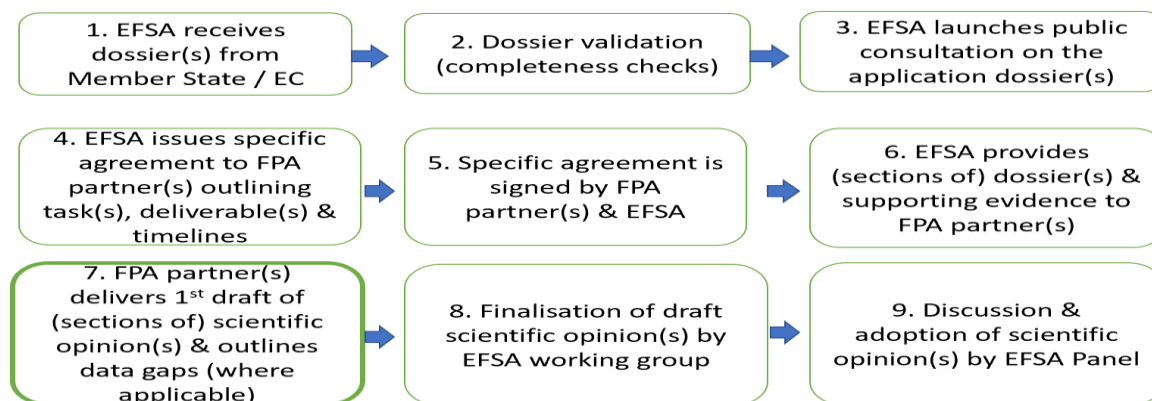 1. EFSA receives
dossier(s) from
Member State / EC
2. Dossier validation
(completeness checks)
3. EFSA launches public
consultation on the
application dossier(s)
4. EFSA issues specific
agreement to FPA
partner(s) outlining
task(s), deliverable(s) &
timelines
5. Specific agreement is
signed by FPA
partner(s) & EFSA
6. EFSA provides
(sections of) dossier(s) &
supporting evidence to
FPA partner(s)
7. FPA partner(s)
delivers 1st draft of
(sections of) scientific
opinion(s) & outlines
data gaps (where
applicable)
8. Finalisation of draft
scientific opinion(s) by
EFSA working group
9. Discussion &
adoption of scientific
opinion(s) by EFSA Panel